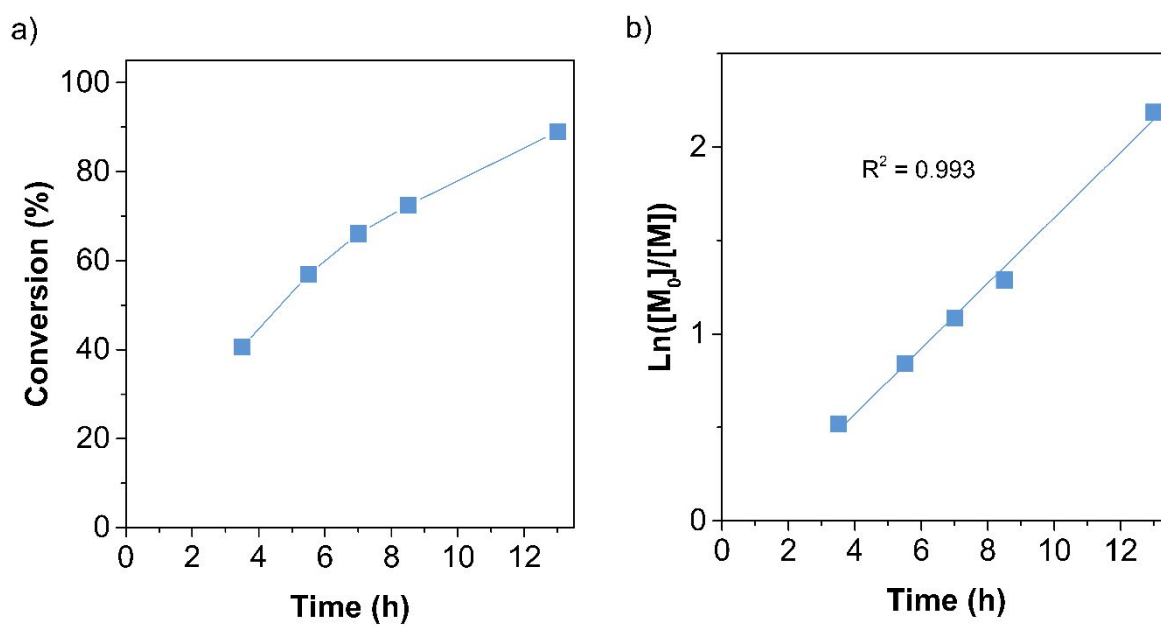 a)
Conversion (%)
100
80
60
40
20
0
0 2 4 6 8 10 12
Time (h)
b)
Ln([M₀]/[M])
R² = 0.993
2
1
0
0 2 4 6 8 10 12
Time (h)